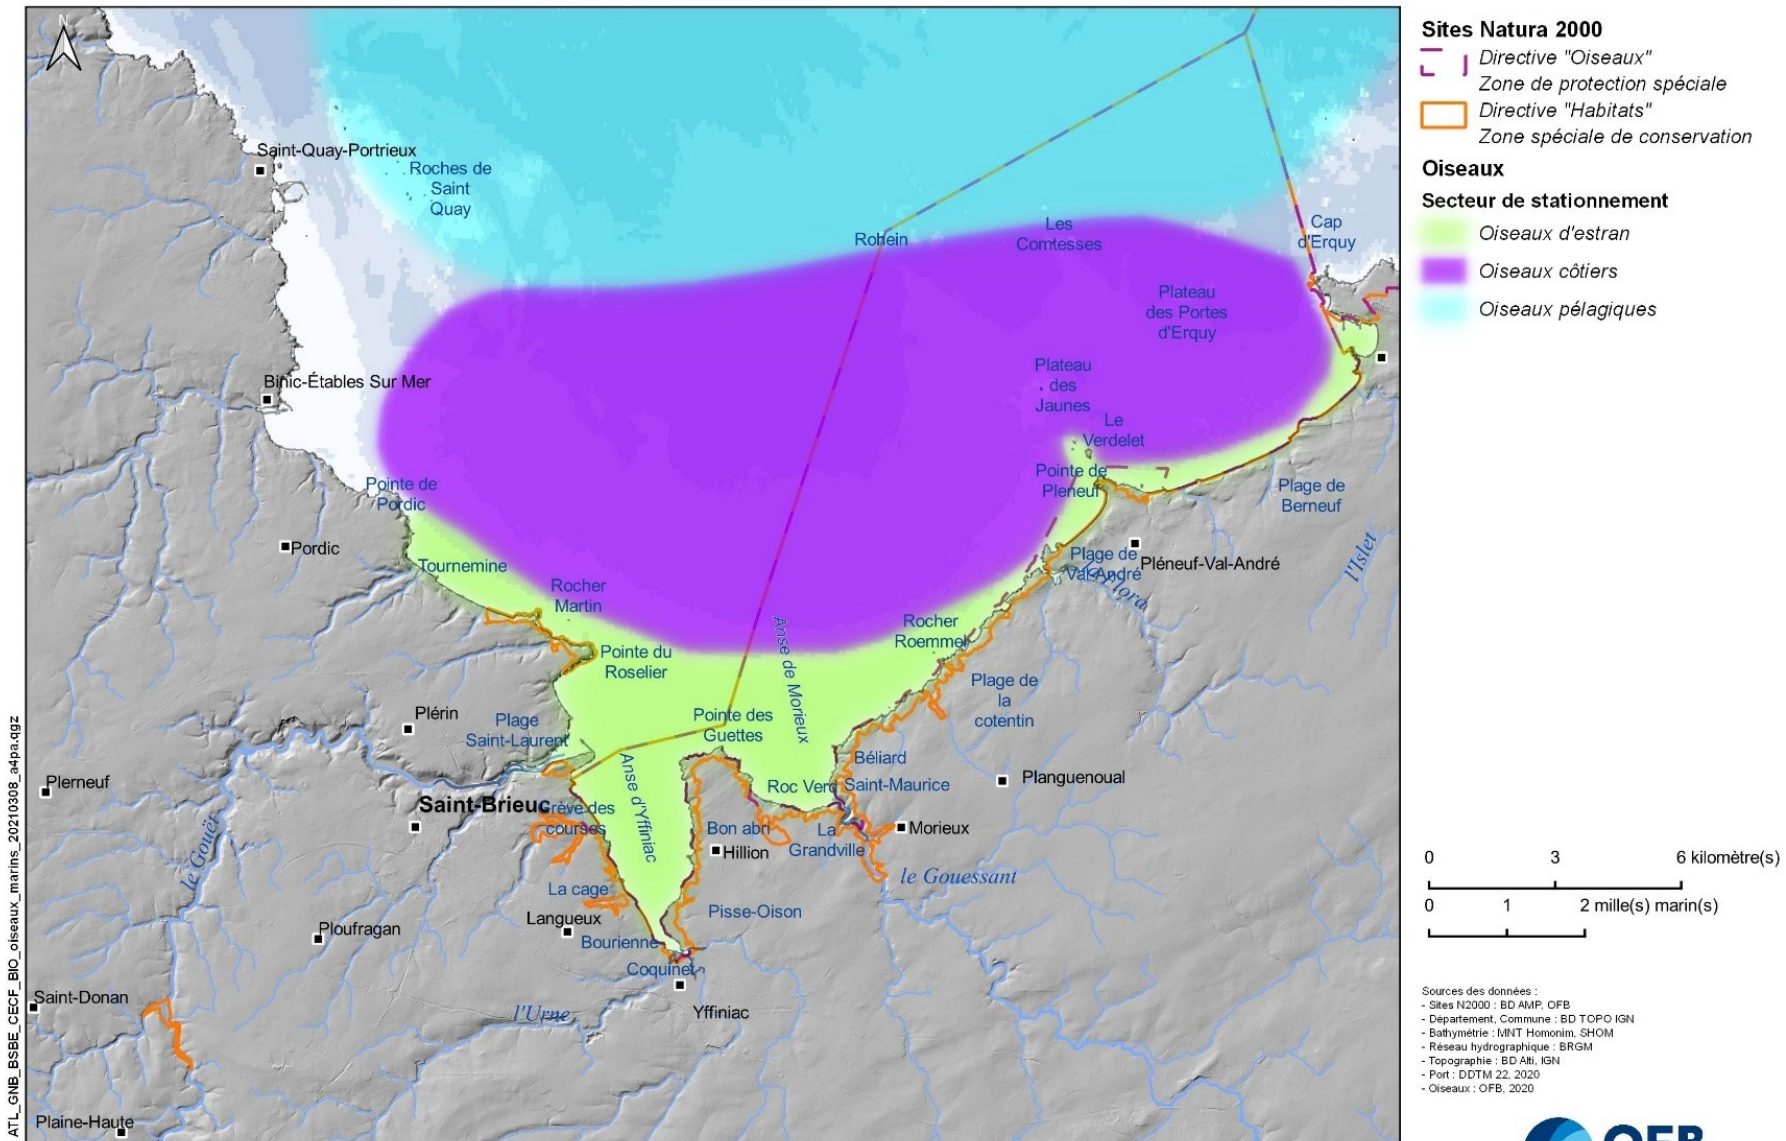 N
Saint-Quay-Portrieux
Roches de
Saint
Quay
Rohein
Les
Comtesses
Cap
d'Erquy
Plateau
des Portes
d'Erquy
Binic-Étables Sur Mer
Plateau
des
Jaunes
Le
Verdelet
Pointe de
Pordic
Pointe de
Pleneuf
Plage de
Berneuf
Pordic
Tournemine
Rocher
Martin
Plage de
Val-André
Pléneuf-Val-André
l'Islet
Flora
Rocher
Roemmel
Anse de Morieux
Pointe du
Roselier
Plage de
la
cotentin
Plérin
Plage
Saint-Laurent
Pointe des
Guettes
Béliard
Plerneuf
Anse d'Yffiniac
Roc Vero
Saint-Maurice
Planguenoual
Saint-Brieuc
Grève des
courses
Bon abri
La
Grandville
Morieux
le Gouët
Hillion
le Gouessant
La cage
Langueux
Pisse-Oison
Ploufragan
Bourienne
Coquinet
Saint-Donan
l'Urne
Yffiniac
Plaine-Haute
ATL_GNB_BSBE_CECF_BIO_oiseaux_marins_20210308_a4pa.qgz
Sites Natura 2000
Directive "Oiseaux"
Zone de protection spéciale
Directive "Habitats"
Zone spéciale de conservation
Oiseaux
Secteur de stationnement
Oiseaux d'estran
Oiseaux côtiers
Oiseaux pélagiques
0 3 6 kilomètre(s)
0 1 2 mille(s) marin(s)
Sources des données :
- Sites N2000 : BD AMP, OFB
- Département, Commune : BD TOPO IGN
- Bathymétrie : MNT Homonim, SHOM
- Réseau hydrographique : BRGM
- Topographie : BD Alti, IGN
- Port : DDTM 22, 2020
- Oiseaux : OFB, 2020
OFB